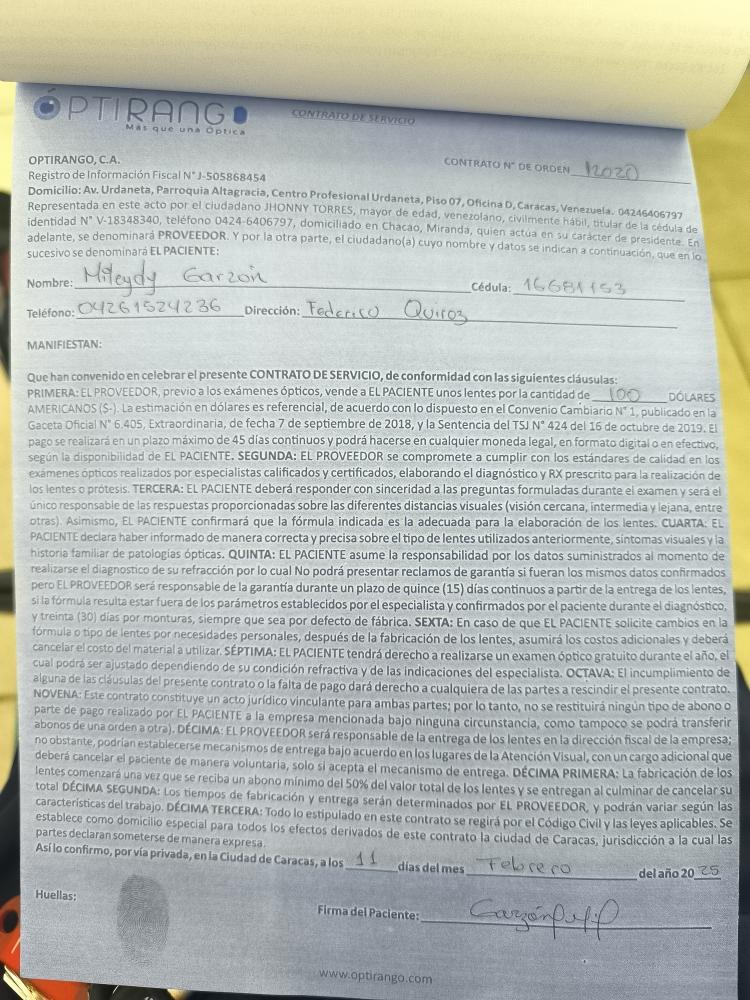 ÓPTIRANGO
Más que una Óptica
CONTRATO DE SERVICIO
OPTIRANGO, C.A.
CONTRATO N° DE ORDEN 12020
Registro de Información Fiscal N° J-505868454
Domicilio: Av. Urdaneta, Parroquia Altagracia, Centro Profesional Urdaneta, Piso 07, Oficina D, Caracas, Venezuela. 04246406797
Representada en este acto por el ciudadano JHONNY TORRES, mayor de edad, venezolano, civilmente hábil, titular de la cédula de
identidad N° V-18348340, teléfono 0424-6406797, domiciliado en Chacao, Miranda, quien actúa en su carácter de presidente. En
adelante, se denominará PROVEEDOR. Y por la otra parte, el ciudadano(a) cuyo nombre y datos se indican a continuación, que en lo
sucesivo se denominará EL PACIENTE:
Nombre: Mileydy Garzón Cédula: 16681153
Teléfono: 04261524236 Dirección: Federico Quiroz
MANIFIESTAN:
Que han convenido en celebrar el presente CONTRATO DE SERVICIO, de conformidad con las siguientes cláusulas:
PRIMERA: EL PROVEEDOR, previo a los exámenes ópticos, vende a EL PACIENTE unos lentes por la cantidad de 100 DÓLARES
AMERICANOS ($-). La estimación en dólares es referencial, de acuerdo con lo dispuesto en el Convenio Cambiario N° 1, publicado en la
Gaceta Oficial N° 6.405, Extraordinaria, de fecha 7 de septiembre de 2018, y la Sentencia del TSJ N° 424 del 16 de octubre de 2019. El
pago se realizará en un plazo máximo de 45 días continuos y podrá hacerse en cualquier moneda legal, en formato digital o en efectivo,
según la disponibilidad de EL PACIENTE. SEGUNDA: EL PROVEEDOR se compromete a cumplir con los estándares de calidad en los
exámenes ópticos realizados por especialistas calificados y certificados, elaborando el diagnóstico y RX prescrito para la realización de
los lentes o prótesis. TERCERA: EL PACIENTE deberá responder con sinceridad a las preguntas formuladas durante el examen y será el
único responsable de las respuestas proporcionadas sobre las diferentes distancias visuales (visión cercana, intermedia y lejana, entre
otras). Asimismo, EL PACIENTE confirmará que la fórmula indicada es la adecuada para la elaboración de los lentes. CUARTA: EL
PACIENTE declara haber informado de manera correcta y precisa sobre el tipo de lentes utilizados anteriormente, síntomas visuales y la
historia familiar de patologías ópticas. QUINTA: EL PACIENTE asume la responsabilidad por los datos suministrados al momento de
realizarse el diagnostico de su refracción por lo cual No podrá presentar reclamos de garantía si fueran los mismos datos confirmados
pero EL PROVEEDOR será responsable de la garantía durante un plazo de quince (15) días continuos a partir de la entrega de los lentes,
si la fórmula resulta estar fuera de los parámetros establecidos por el especialista y confirmados por el paciente durante el diagnóstico,
y treinta (30) días por monturas, siempre que sea por defecto de fábrica. SEXTA: En caso de que EL PACIENTE solicite cambios en la
fórmula o tipo de lentes por necesidades personales, después de la fabricación de los lentes, asumirá los costos adicionales y deberá
cancelar el costo del material a utilizar. SÉPTIMA: EL PACIENTE tendrá derecho a realizarse un examen óptico gratuito durante el año, el
cual podrá ser ajustado dependiendo de su condición refractiva y de las indicaciones del especialista. OCTAVA: El incumplimiento de
alguna de las cláusulas del presente contrato o la falta de pago dará derecho a cualquiera de las partes a rescindir el presente contrato.
NOVENA: Este contrato constituye un acto jurídico vinculante para ambas partes; por lo tanto, no se restituirá ningún tipo de abono o
parte de pago realizado por EL PACIENTE a la empresa mencionada bajo ninguna circunstancia, como tampoco se podrá transferir
abonos de una orden a otra). DÉCIMA: EL PROVEEDOR será responsable de la entrega de los lentes en la dirección fiscal de la empresa;
no obstante, podrían establecerse mecanismos de entrega bajo acuerdo en los lugares de la Atención Visual, con un cargo adicional que
deberá cancelar el paciente de manera voluntaria, solo si acepta el mecanismo de entrega. DÉCIMA PRIMERA: La fabricación de los
lentes comenzará una vez que se reciba un abono mínimo del 50% del valor total de los lentes y se entregan al culminar de cancelar su
total DÉCIMA SEGUNDA: Los tiempos de fabricación y entrega serán determinados por EL PROVEEDOR, y podrán variar según las
características del trabajo. DÉCIMA TERCERA: Todo lo estipulado en este contrato se regirá por el Código Civil y las leyes aplicables. Se
establece como domicilio especial para todos los efectos derivados de este contrato la ciudad de Caracas, jurisdicción a la cual las
partes declaran someterse de manera expresa.
Así lo confirmo, por vía privada, en la Ciudad de Caracas, a los 11 días del mes Febrero del año 2025
Huellas:
Firma del Paciente: Garzón
www.optirango.com